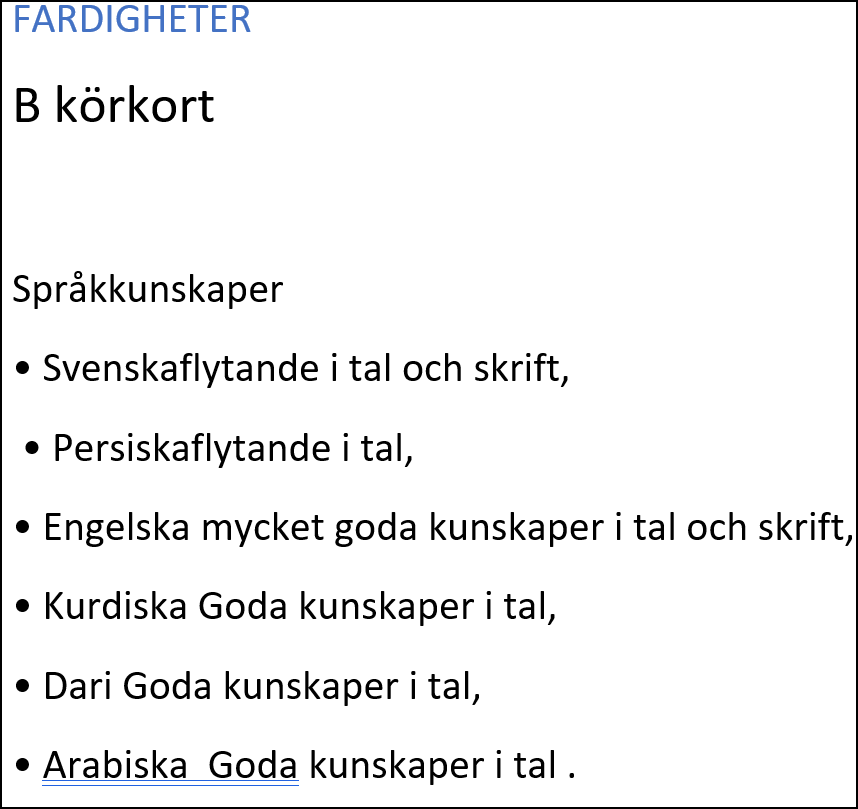 FÄRDIGHETER
B körkort
Språkkunskaper
• Svenskaflytande i tal och skrift,
• Persiskaflytande i tal,
• Engelska mycket goda kunskaper i tal och skrift,
• Kurdiska Goda kunskaper i tal,
• Dari Goda kunskaper i tal,
• Arabiska  Goda kunskaper i tal .